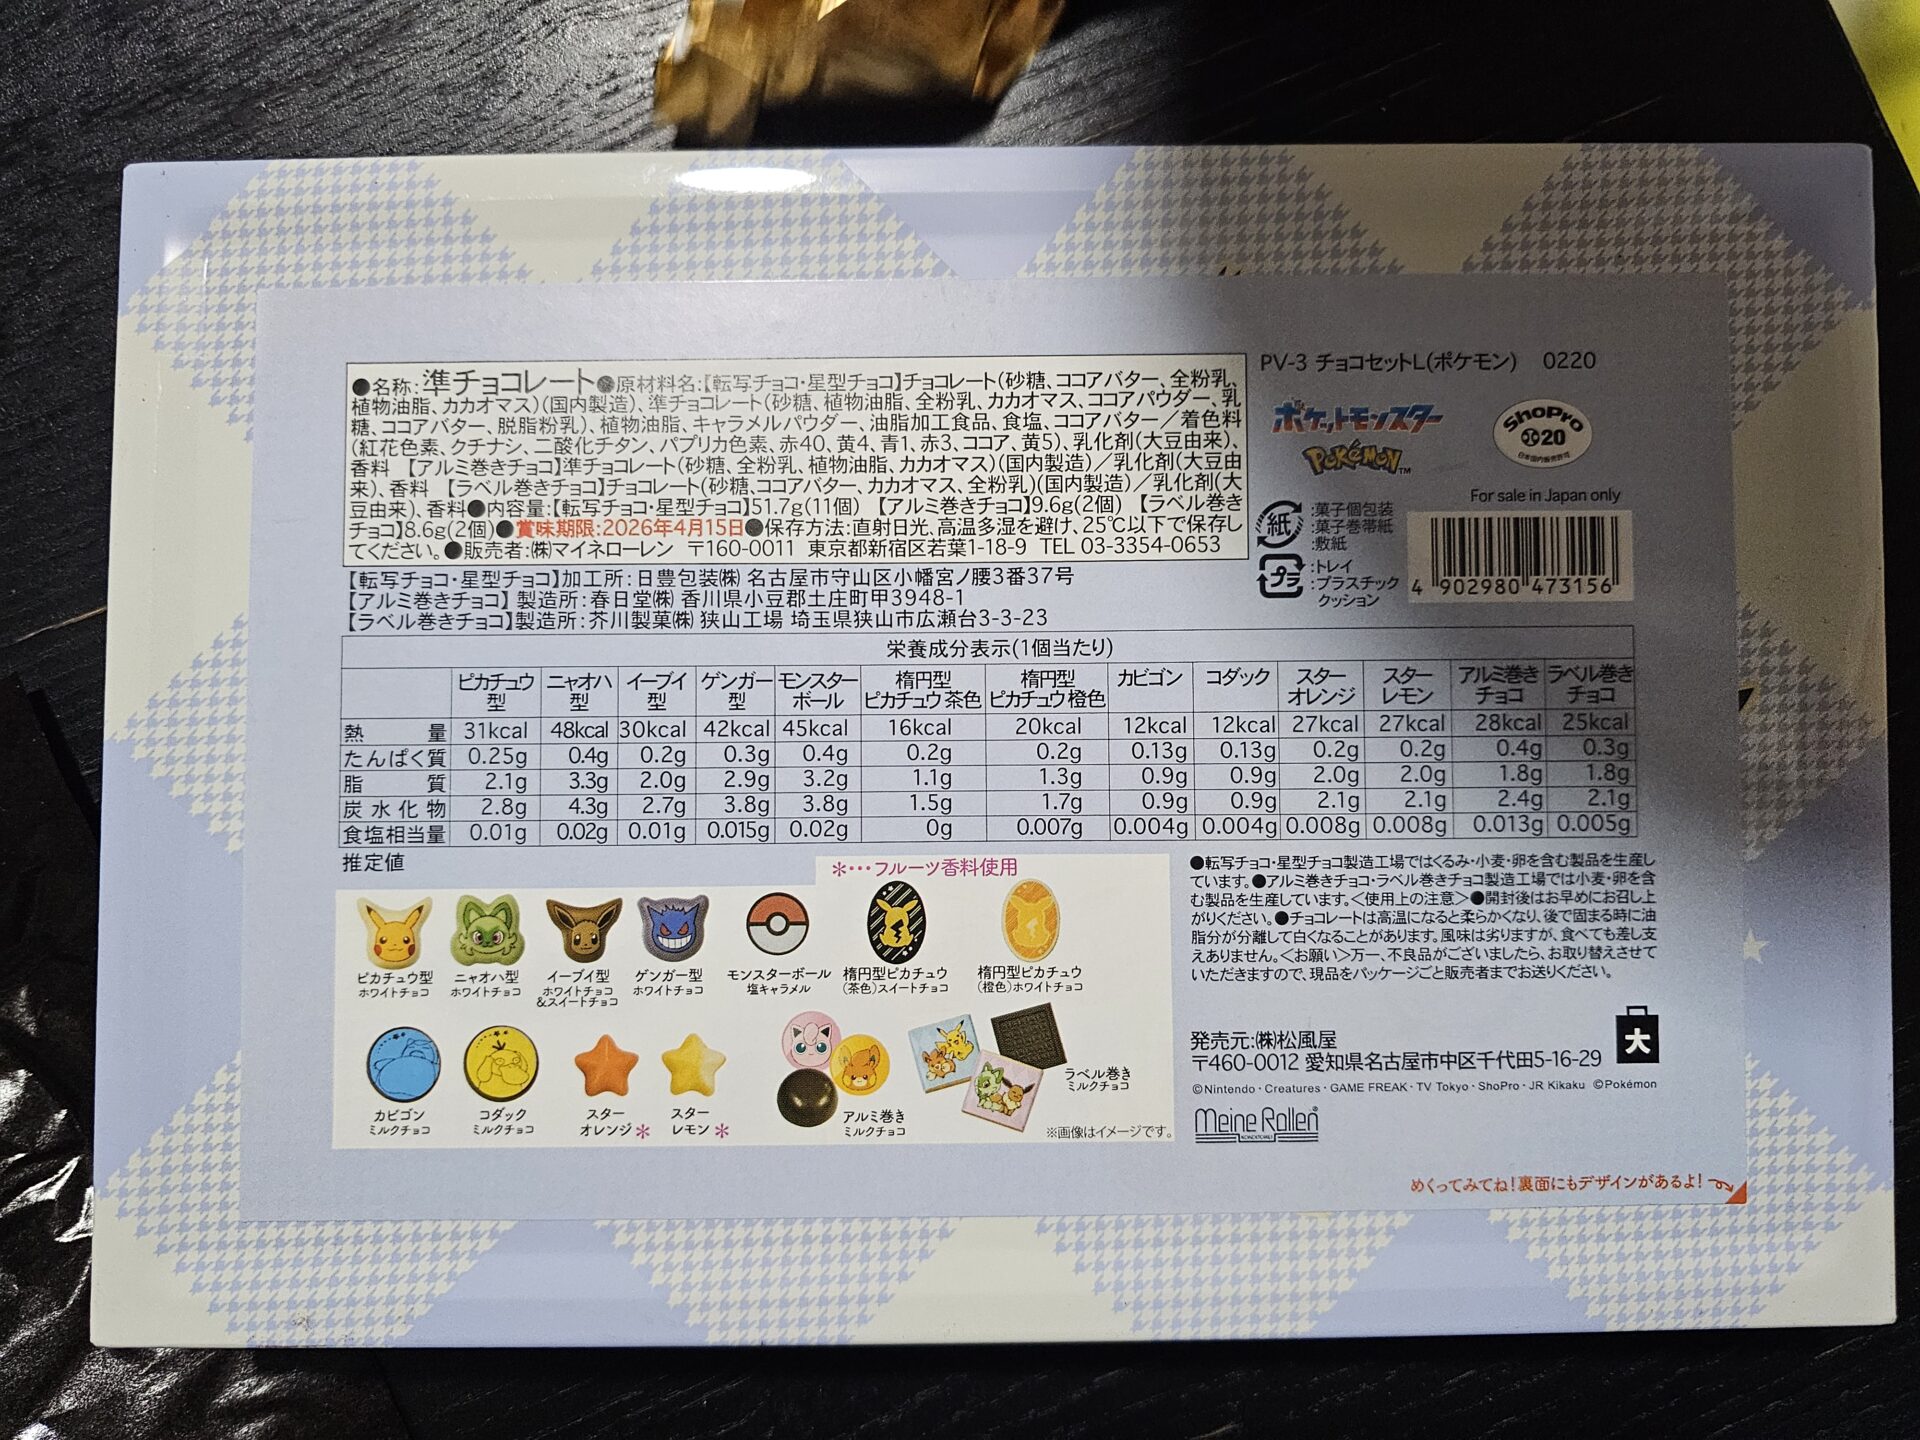 ●名称:準チョコレート●原材料名:【転写チョコ・星型チョコ】チョコレート(砂糖、ココアバター、全粉乳、
植物油脂、カカオマス)(国内製造)、準チョコレート(砂糖、植物油脂、全粉乳、カカオマス、ココアパウダー、乳
糖、ココアバター、脱脂粉乳)、植物油脂、キャラメルパウダー、油脂加工食品、食塩、ココアバター/着色料
(紅花色素、クチナシ、二酸化チタン、パプリカ色素、赤40、黄4、青1、赤3、ココア、黄5)、乳化剤(大豆由来)、
香料 【アルミ巻きチョコ】準チョコレート(砂糖、全粉乳、植物油脂、カカオマス)(国内製造)/乳化剤(大豆由
来)、香料 【ラベル巻きチョコ】チョコレート(砂糖、ココアバター、カカオマス、全粉乳)(国内製造)/乳化剤(大
豆由来)、香料●内容量:【転写チョコ・星型チョコ】51.7g(11個) 【アルミ巻きチョコ】9.6g(2個) 【ラベル巻き
チョコ】8.6g(2個)●賞味期限:2026年4月15日●保存方法:直射日光、高温多湿を避け、25℃以下で保存し
てください。●販売者:㈱マイネローレン 〒160-0011 東京都新宿区若葉1-18-9 TEL 03-3354-0653
【転写チョコ・星型チョコ】加工所:日豊包装㈱ 名古屋市守山区小幡宮ノ腰3番37号
【アルミ巻きチョコ】製造所:春日堂㈱ 香川県小豆郡土庄町甲3948-1
【ラベル巻きチョコ】製造所:芥川製菓㈱ 狭山工場 埼玉県狭山市広瀬台3-3-23
PV-3 チョコセットL(ポケモン) 0220
ポケットモンスター
POKéMON™
ShoPro
小20
日本国内販売許可
For sale in Japan only
紙
:菓子個包装
:菓子巻帯紙
:敷紙
プラ
:トレイ
:プラスチック
クッション
4 902980 473156
栄養成分表示(1個当たり)
ピカチュウ型 ニャオハ型 イーブイ型 ゲンガー型 モンスターボール 楕円型ピカチュウ茶色 楕円型ピカチュウ橙色 カビゴン コダック スターオレンジ スターレモン アルミ巻きチョコ ラベル巻きチョコ
熱量 31kcal 48kcal 30kcal 42kcal 45kcal 16kcal 20kcal 12kcal 12kcal 27kcal 27kcal 28kcal 25kcal
たんぱく質 0.25g 0.4g 0.2g 0.3g 0.4g 0.2g 0.2g 0.13g 0.13g 0.2g 0.2g 0.4g 0.3g
脂質 2.1g 3.3g 2.0g 2.9g 3.2g 1.1g 1.3g 0.9g 0.9g 2.0g 2.0g 1.8g 1.8g
炭水化物 2.8g 4.3g 2.7g 3.8g 3.8g 1.5g 1.7g 0.9g 0.9g 2.1g 2.1g 2.4g 2.1g
食塩相当量 0.01g 0.02g 0.01g 0.015g 0.02g 0g 0.007g 0.004g 0.004g 0.008g 0.008g 0.013g 0.005g
推定値
＊…フルーツ香料使用
ピカチュウ型
ホワイトチョコ
ニャオハ型
ホワイトチョコ
イーブイ型
ホワイトチョコ
&スイートチョコ
ゲンガー型
ホワイトチョコ
モンスターボール
塩キャラメル
楕円型ピカチュウ
(茶色)スイートチョコ
楕円型ピカチュウ
(橙色)ホワイトチョコ
カビゴン
ミルクチョコ
コダック
ミルクチョコ
スター
オレンジ＊
スター
レモン＊
アルミ巻き
ミルクチョコ
ラベル巻き
ミルクチョコ
※画像はイメージです。
●転写チョコ・星型チョコ製造工場ではくるみ・小麦・卵を含む製品を生産し
ています。●アルミ巻きチョコ・ラベル巻きチョコ製造工場では小麦・卵を含
む製品を生産しています。<使用上の注意>●開封後はお早めにお召し上
がりください。●チョコレートは高温になると柔らかくなり、後で固まる時に油
脂分が分離して白くなることがあります。風味は劣りますが、食べても差し支
えありません。<お願い>万一、不良品がございましたら、お取り替えさせて
いただきますので、現品をパッケージごと販売者までお送りください。
発売元:㈱松風屋
〒460-0012 愛知県名古屋市中区千代田5-16-29
大
©Nintendo・Creatures・GAME FREAK・TV Tokyo・ShoPro・JR Kikaku ©Pokémon
Meine Rollen®
めくってみてね!裏面にもデザインがあるよ!